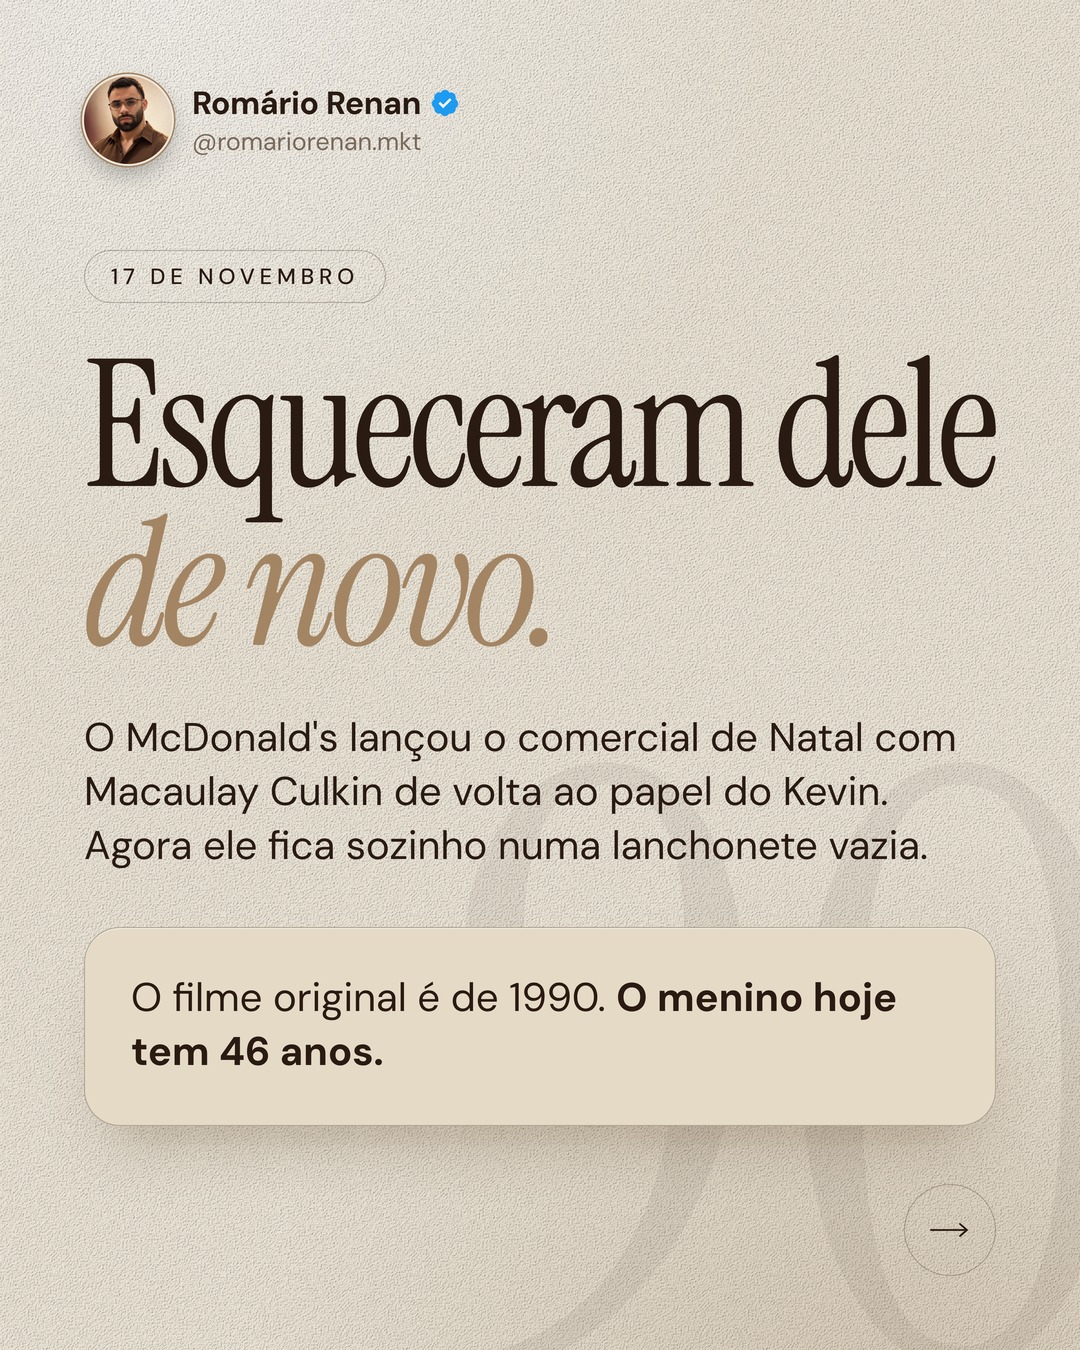 Romário Renan
@romariorenan.mkt
17 DE NOVEMBRO
Esqueceram dele
de novo.
O McDonald's lançou o comercial de Natal com
Macaulay Culkin de volta ao papel do Kevin.
Agora ele fica sozinho numa lanchonete vazia.
O filme original é de 1990. O menino hoje
tem 46 anos.
90